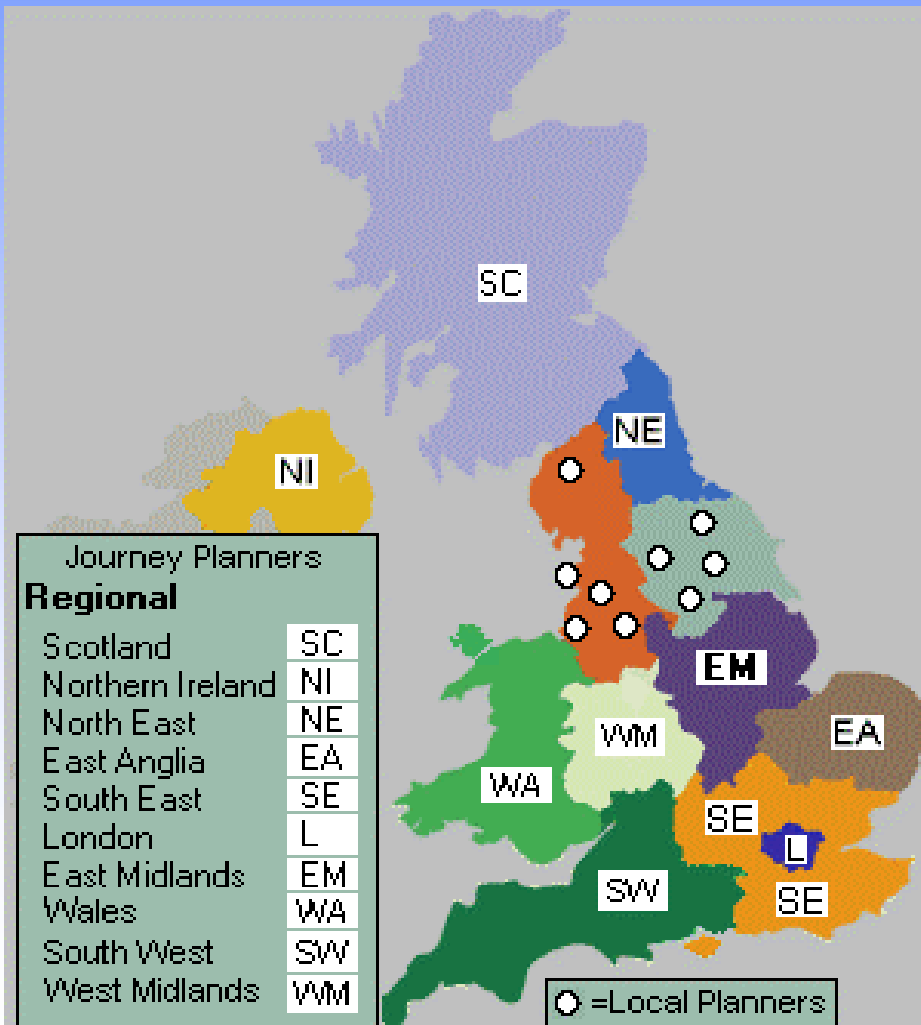 SC
NE
NI
Journey Planners
Regional
Scotland SC
Northern Ireland NI
North East NE
East Anglia EA
South East SE
London L
East Midlands EM
Wales WA
South West SW
West Midlands WM
EM
WM
EA
WA
SE
L
SW
SE
=Local Planners